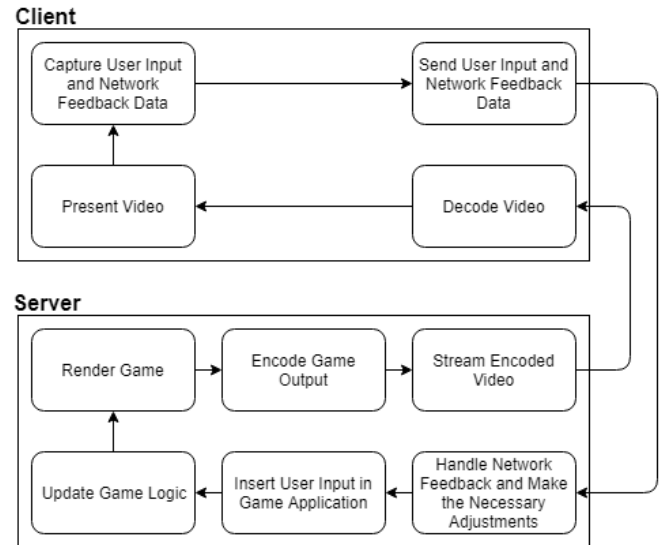 Client
Capture User Input
and Network
Feedback Data
Send User Input and
Network Feedback
Data
Present Video
Decode Video
Server
Render Game
Encode Game
Output
Stream Encoded
Video
Update Game Logic
Insert User Input in
Game Application
Handle Network
Feedback and Make
the Necessary
Adjustments